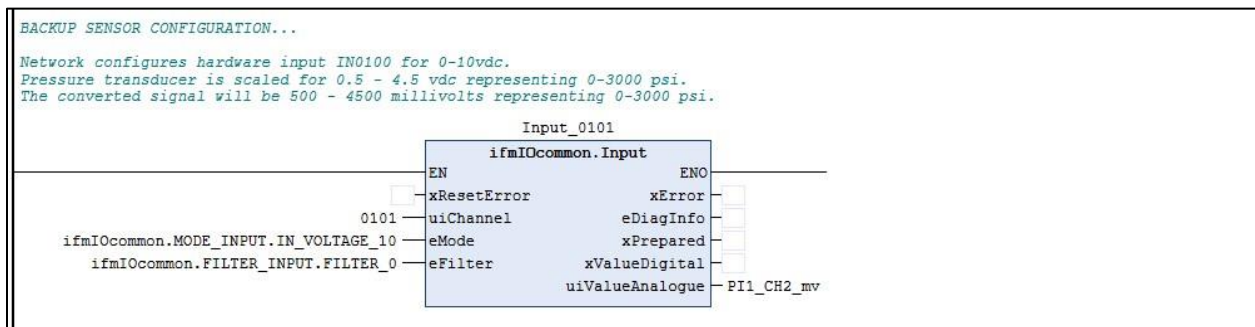 BACKUP SENSOR CONFIGURATION...
Network configures hardware input IN0100 for 0-10vdc.
Pressure transducer is scaled for 0.5 - 4.5 vdc representing 0-3000 psi.
The converted signal will be 500 - 4500 millivolts representing 0-3000 psi.
Input_0101
ifmIOcommon.Input
EN ENO
xResetError xError
0101 uiChannel eDiagInfo
ifmIOcommon.MODE_INPUT.IN_VOLTAGE_10 eMode xPrepared
ifmIOcommon.FILTER_INPUT.FILTER_0 eFilter xValueDigital
uiValueAnalogue PI1_CH2_mv